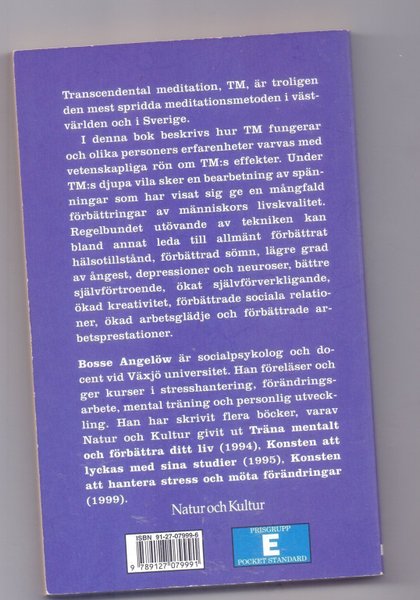 Transcendental meditation, TM, är troligen
den mest spridda meditationsmetoden i väst-
världen och i Sverige.
I denna bok beskrivs hur TM fungerar
och olika personers erfarenheter varvas med
vetenskapliga rön om TM:s effekter. Under
TM:s djupa vila sker en bearbetning av spän-
ningar som har visat sig ge en mångfald
förbättringar av människors livskvalitet.
Regelbundet utövande av tekniken kan
bland annat leda till allmänt förbättrat
hälsotillstånd, förbättrad sömn, lägre grad
av ångest, depressioner och neuroser, bättre
självförtroende, ökat självförverkligande,
ökad kreativitet, förbättrade sociala relatio-
ner, ökad arbetsglädje och förbättrade ar-
betsprestationer.
Bosse Angelöw är socialpsykolog och do-
cent vid Växjö universitet. Han föreläser och
ger kurser i stresshantering, förändrings-
arbete, mental träning och personlig utveck-
ling. Han har skrivit flera böcker, varav
Natur och Kultur givit ut Träna mentalt
och förbättra ditt liv (1994), Konsten att
lyckas med sina studier (1995), Konsten
att hantera stress och möta förändringar
(1999).
Natur och Kultur
ISBN 91-27-07999-6
9 789127 079991
PRISGRUPP
E
POCKET STANDARD